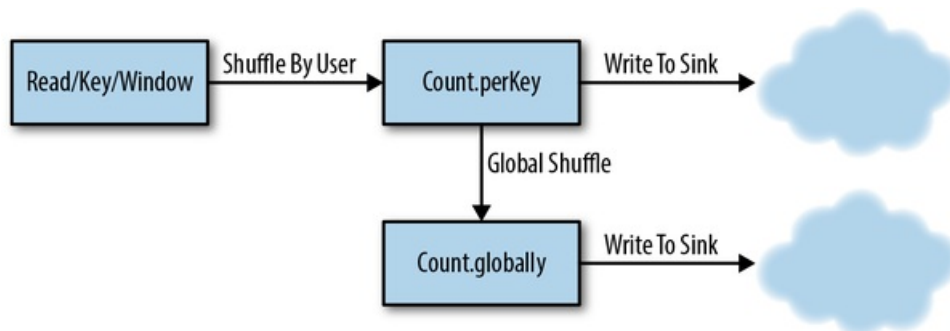 Read/Key/Window
Shuffle By User
Count.perKey
Write To Sink
Global Shuffle
Count.globally
Write To Sink